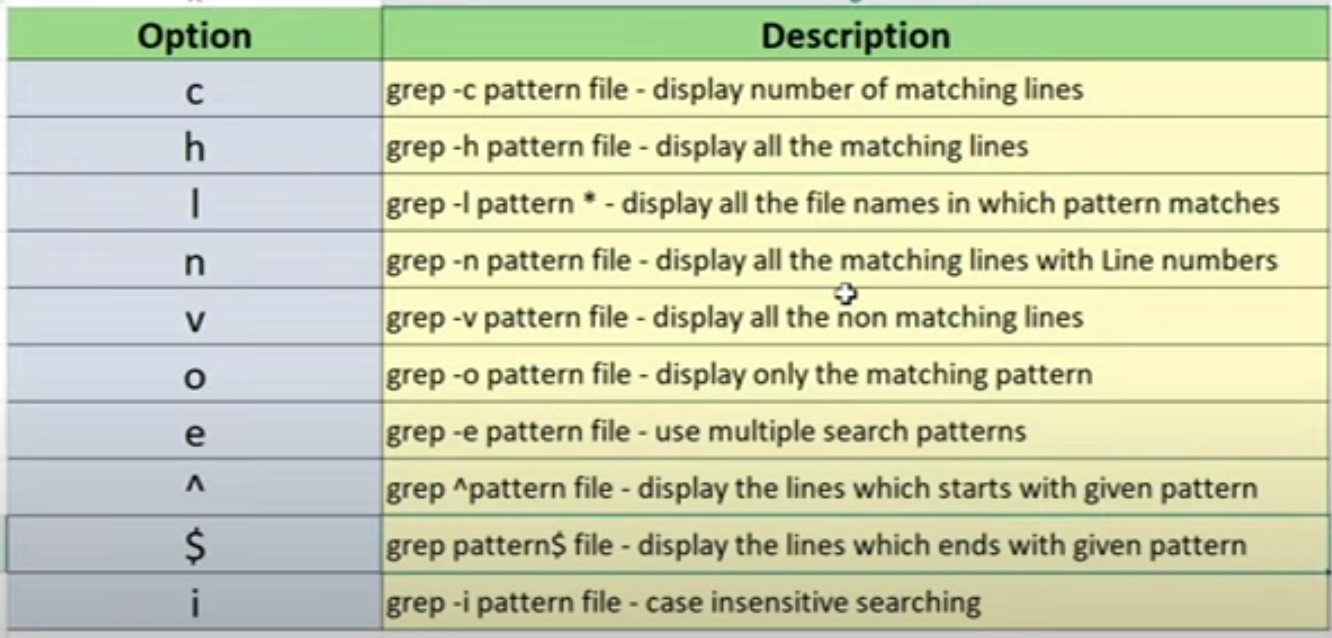 Option Description
c grep -c pattern file - display number of matching lines
h grep -h pattern file - display all the matching lines
l grep -l pattern * - display all the file names in which pattern matches
n grep -n pattern file - display all the matching lines with Line numbers
v grep -v pattern file - display all the non matching lines
o grep -o pattern file - display only the matching pattern
e grep -e pattern file - use multiple search patterns
^ grep ^pattern file - display the lines which starts with given pattern
$ grep pattern$ file - display the lines which ends with given pattern
i grep -i pattern file - case insensitive searching